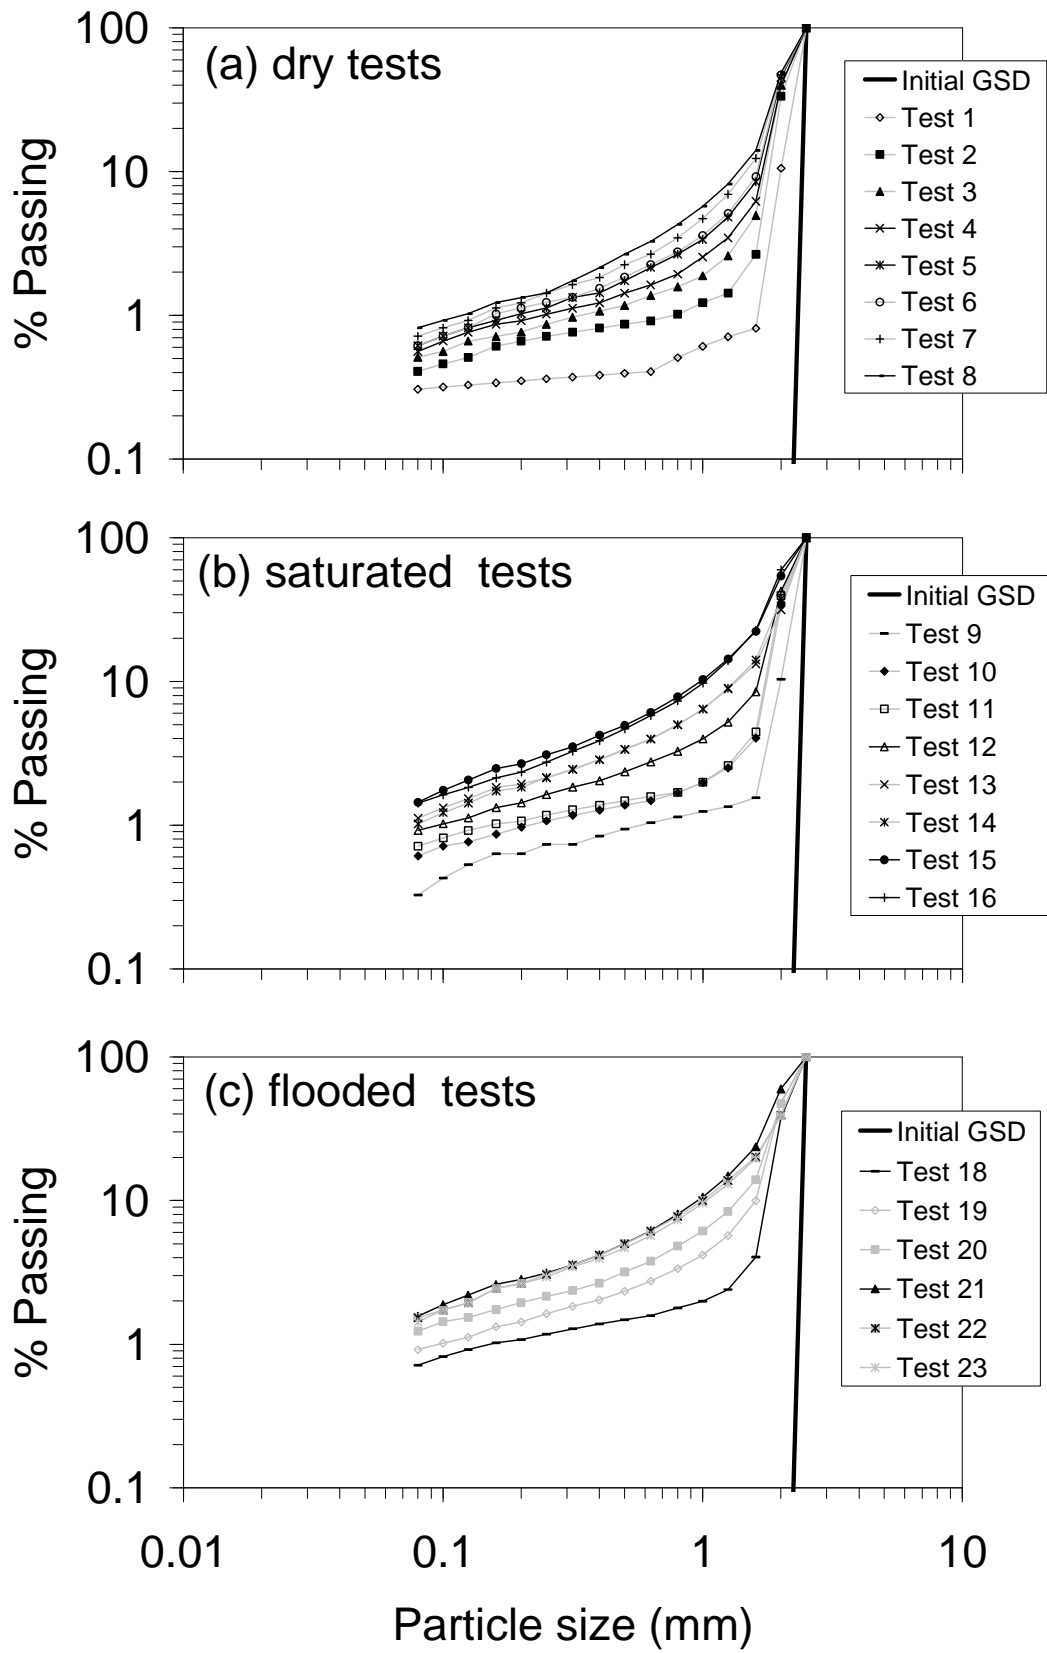 (a) dry tests
% Passing
100
10
1
0.1
Initial GSD
Test 1
Test 2
Test 3
Test 4
Test 5
Test 6
Test 7
Test 8
(b) saturated tests
% Passing
100
10
1
0.1
Initial GSD
Test 9
Test 10
Test 11
Test 12
Test 13
Test 14
Test 15
Test 16
(c) flooded tests
% Passing
100
10
1
0.1
Initial GSD
Test 18
Test 19
Test 20
Test 21
Test 22
Test 23
0.01 0.1 1 10
Particle size (mm)